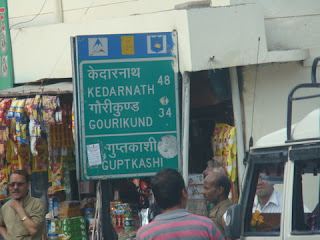 केदारनाथ 48
KEDARNATH
गौरीकुण्ड 34
GOURIKUND
गुप्तकाशी
GUPTKASHI